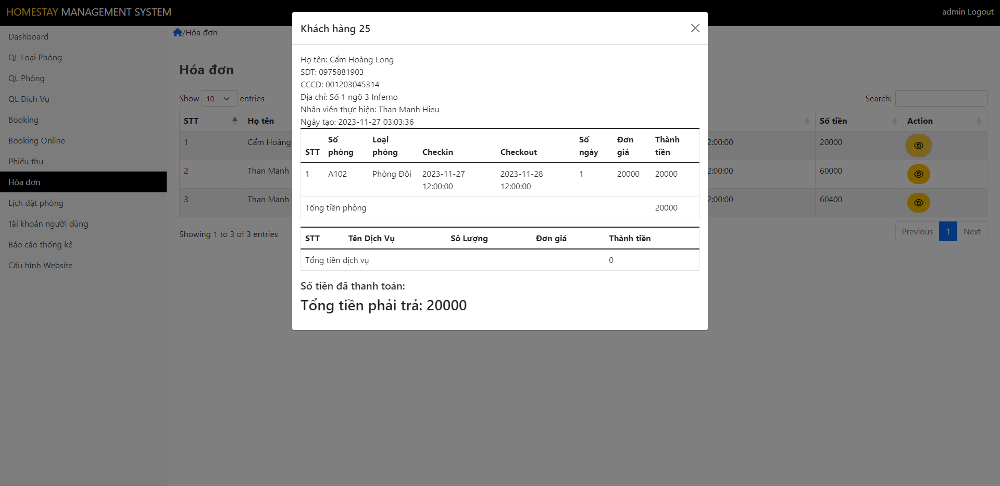 HOMESTAY MANAGEMENT SYSTEM
admin Logout
Dashboard
QL Loại Phòng
QL Phòng
QL Dịch Vụ
Booking
Booking Online
Phiếu thu
Hóa đơn
Lịch đặt phòng
Tài khoản người dùng
Báo cáo thống kê
Cấu hình Website
/Hóa đơn
Hóa đơn
Show 10 entries
Search:
STT Họ tên Số tiền Action
1 Cẩm Hoàng 2:00:00 20000
2 Than Manh 2:00:00 60000
3 Than Manh 2:00:00 60400
Showing 1 to 3 of 3 entries
Previous 1 Next
Khách hàng 25
Họ tên: Cẩm Hoàng Long
SDT: 0975881903
CCCD: 001203045314
Địa chỉ: Số 1 ngõ 3 Inferno
Nhân viên thực hiện: Than Manh Hieu
Ngày tạo: 2023-11-27 03:03:36
STT Số phòng Loại phòng Checkin Checkout Số ngày Đơn giá Thành tiền
1 A102 Phòng Đôi 2023-11-27 12:00:00 2023-11-28 12:00:00 1 20000 20000
Tổng tiền phòng 20000
STT Tên Dịch Vụ Sô Lượng Đơn giá Thành tiền
Tổng tiền dịch vụ 0
Số tiền đã thanh toán:
Tổng tiền phải trả: 20000